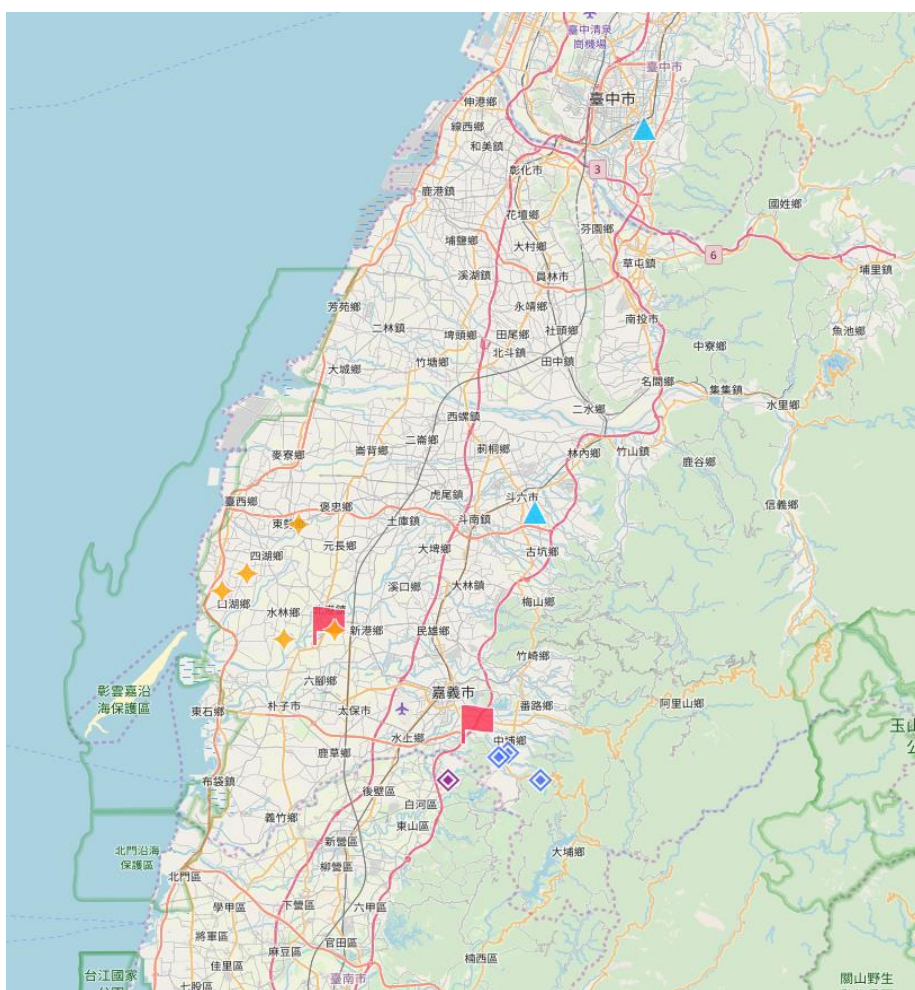 臺中清泉
崗機場
臺中市
臺中市
伸港鄉
線西鄉
和美鎮
彰化市
3
鹿港鎮
國姓鄉
花壇鄉
芬園鄉
埔鹽鄉
大村鄉
6
草屯鎮
埔里鎮
溪湖鎮
員林市
芳苑鄉
永靖鄉
南投市
二林鎮
埤頭鄉
田尾鄉
社頭鄉
魚池鄉
北斗鎮
中寮鄉
大城鄉
竹塘鄉
田中鎮
名間鄉
集集鎮
水里鄉
西螺鎮
二水鄉
二崙鄉
麥寮鄉
崙背鄉
莿桐鄉
林內鄉
竹山鎮
鹿谷鄉
臺西鄉
虎尾鎮
斗六市
信義鄉
褒忠鄉
土庫鎮
斗南鎮
元長鄉
大埤鄉
古坑鄉
四湖鄉
溪口鄉
大林鎮
口湖鄉
梅山鄉
水林鄉
新港鄉
民雄鄉
竹崎鄉
六腳鄉
彰雲嘉沿
海保護區
嘉義市
東石鄉
朴子市
太保市
番路鄉
阿里山鄉
水上鄉
中埔鄉
鹿草鄉
布袋鎮
後壁區
白河區
義竹鄉
東山區
新營區
北門沿海
保護區
柳營區
大埔鄉
北門區
學甲區
下營區
六甲區
將軍區
官田區
麻豆區
佳里區
楠西區
台江國家
臺南市
七股區
關山野生